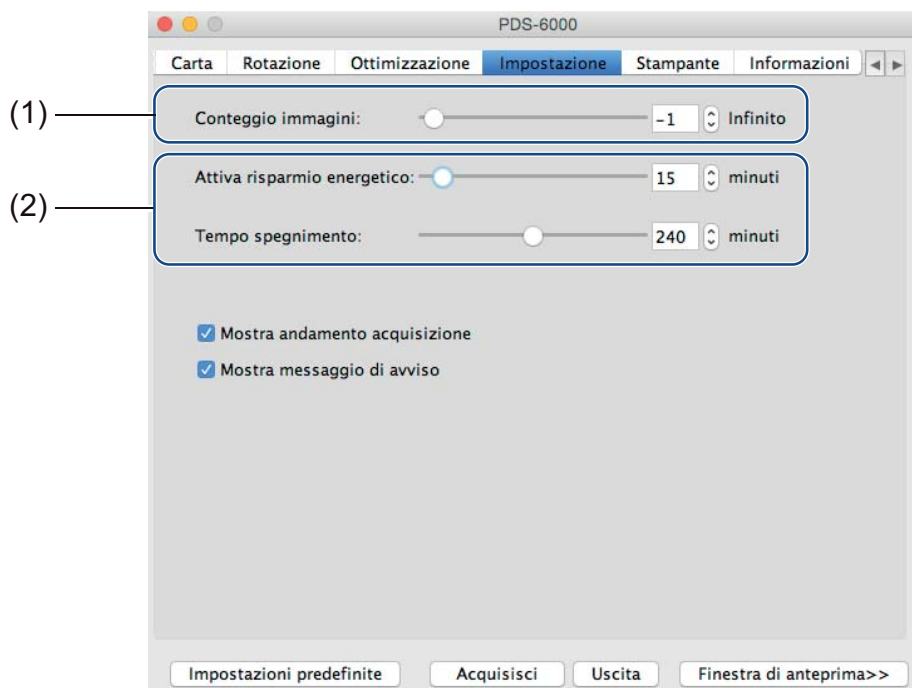 PDS-6000
Carta Rotazione Ottimizzazione Impostazione Stampante Informazioni
(1) Conteggio immagini: -1 Infinito
(2)
Attiva risparmio energetico: 15 minuti
Tempo spegnimento: 240 minuti
Mostra andamento acquisizione
Mostra messaggio di avviso
Impostazioni predefinite Acquisisci Uscita Finestra di anteprima>>